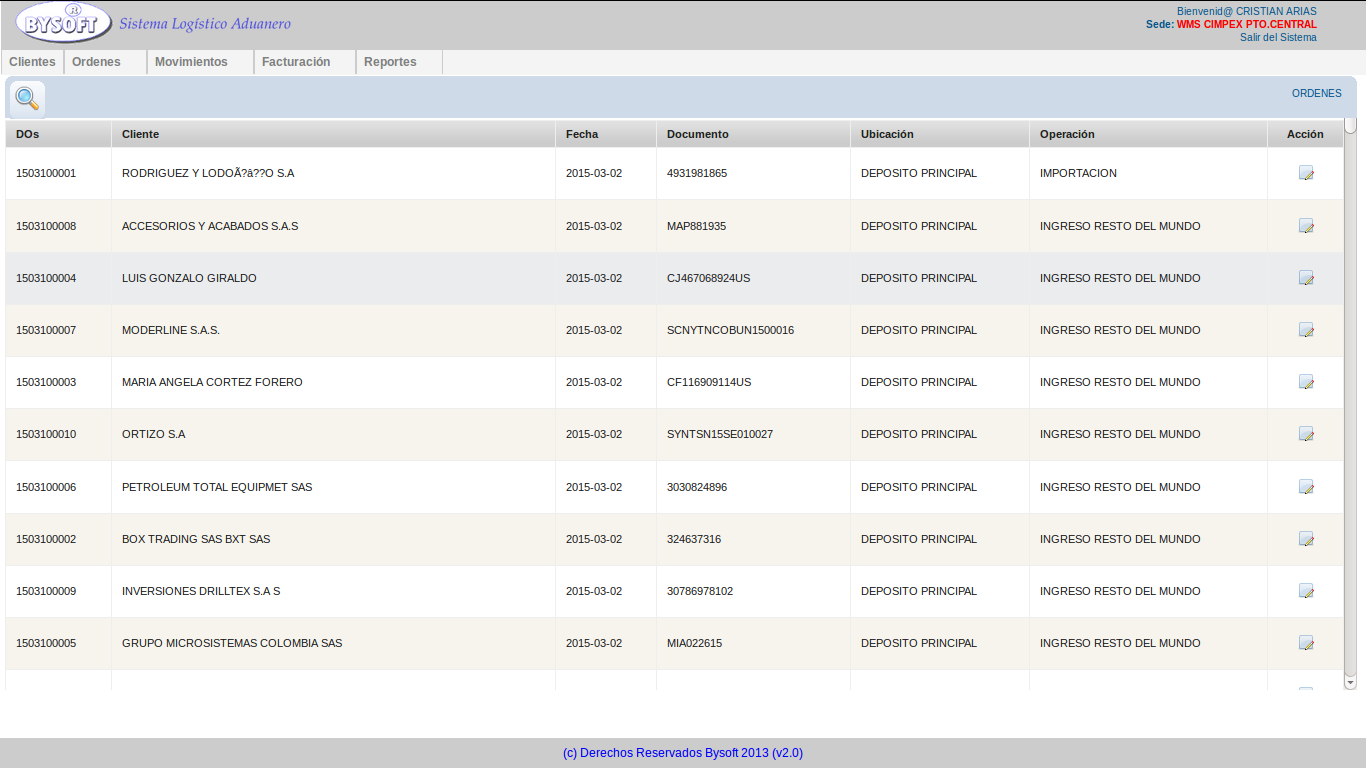 BYSOFT ® Sistema Logístico Aduanero
Bienvenid@ CRISTIAN ARIAS
Sede: WMS CIMPEX PTO.CENTRAL
Salir del Sistema
Clientes Ordenes Movimientos Facturación Reportes
ORDENES
DOs Cliente Fecha Documento Ubicación Operación Acción
1503100001 RODRIGUEZ Y LODOÃ?â??O S.A 2015-03-02 4931981865 DEPOSITO PRINCIPAL IMPORTACION
1503100008 ACCESORIOS Y ACABADOS S.A.S 2015-03-02 MAP881935 DEPOSITO PRINCIPAL INGRESO RESTO DEL MUNDO
1503100004 LUIS GONZALO GIRALDO 2015-03-02 CJ467068924US DEPOSITO PRINCIPAL INGRESO RESTO DEL MUNDO
1503100007 MODERLINE S.A.S. 2015-03-02 SCNYTNCOBUN1500016 DEPOSITO PRINCIPAL INGRESO RESTO DEL MUNDO
1503100003 MARIA ANGELA CORTEZ FORERO 2015-03-02 CF116909114US DEPOSITO PRINCIPAL INGRESO RESTO DEL MUNDO
1503100010 ORTIZO S.A 2015-03-02 SYNTSN15SE010027 DEPOSITO PRINCIPAL INGRESO RESTO DEL MUNDO
1503100006 PETROLEUM TOTAL EQUIPMET SAS 2015-03-02 3030824896 DEPOSITO PRINCIPAL INGRESO RESTO DEL MUNDO
1503100002 BOX TRADING SAS BXT SAS 2015-03-02 324637316 DEPOSITO PRINCIPAL INGRESO RESTO DEL MUNDO
1503100009 INVERSIONES DRILLTEX S.A S 2015-03-02 30786978102 DEPOSITO PRINCIPAL INGRESO RESTO DEL MUNDO
1503100005 GRUPO MICROSISTEMAS COLOMBIA SAS 2015-03-02 MIA022615 DEPOSITO PRINCIPAL INGRESO RESTO DEL MUNDO
(c) Derechos Reservados Bysoft 2013 (v2.0)